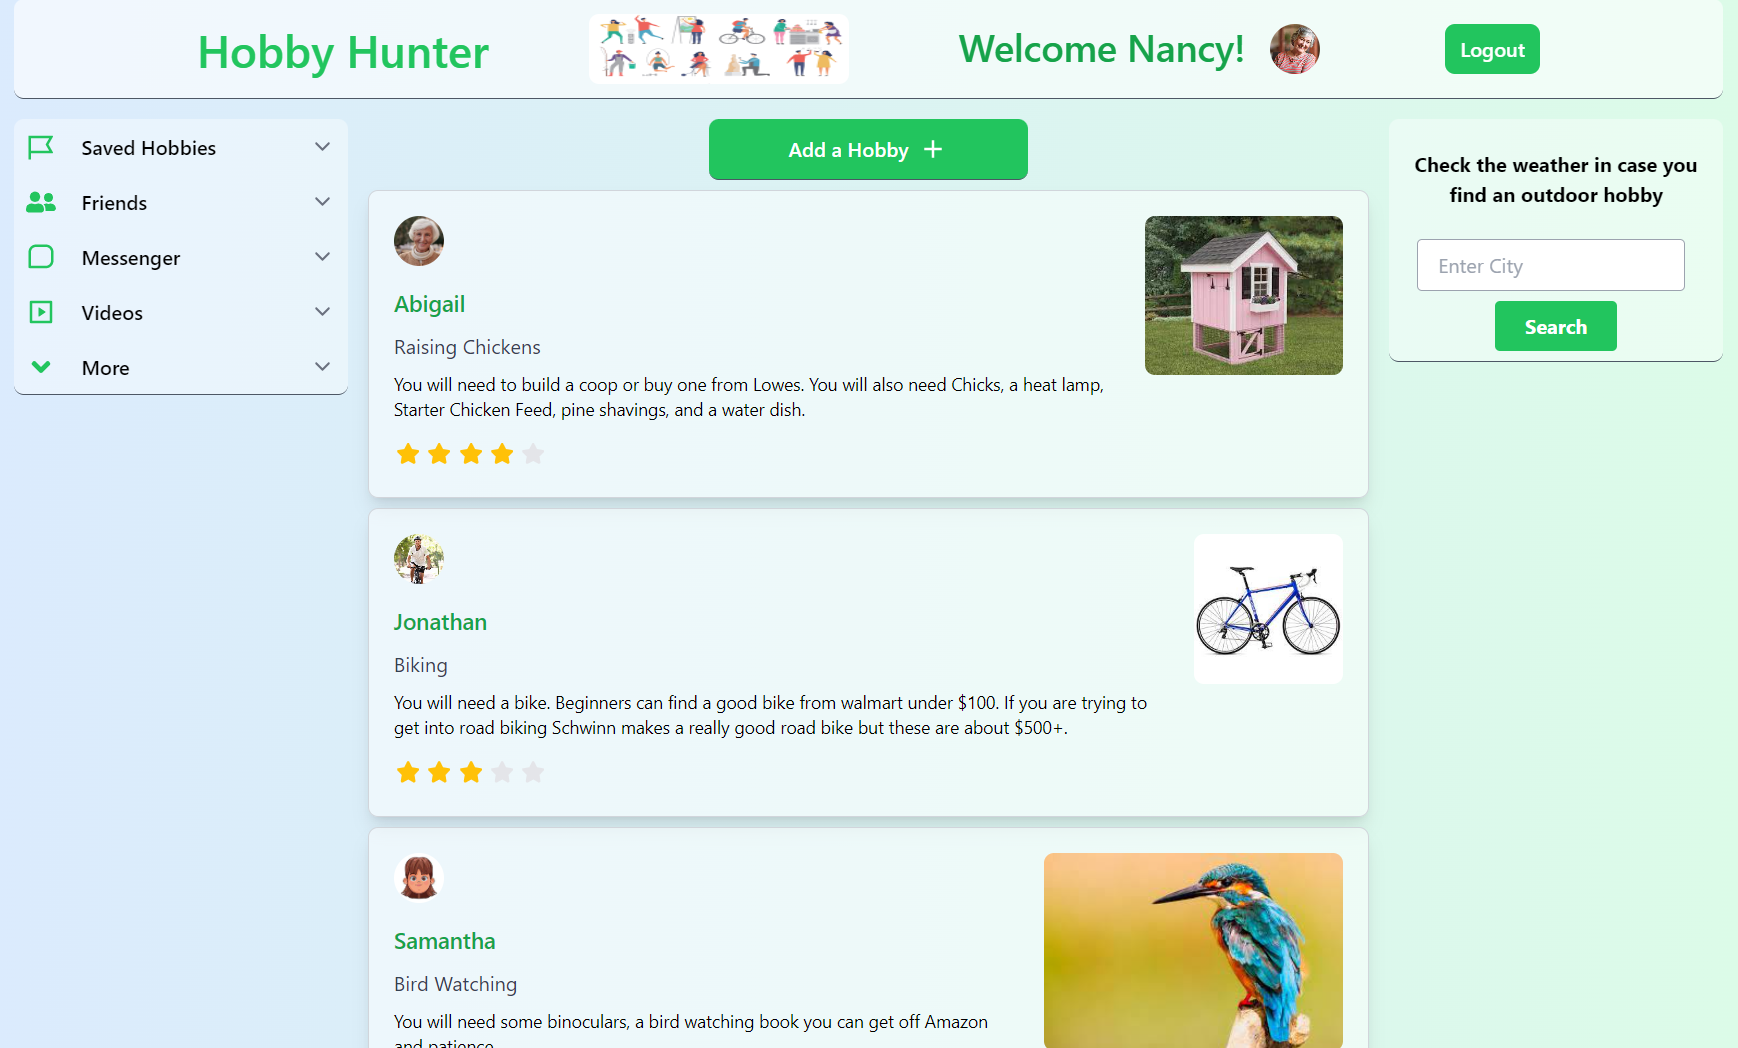 Hobby Hunter
Welcome Nancy!
Logout
Saved Hobbies
Friends
Messenger
Videos
More
Add a Hobby +
Abigail
Raising Chickens
You will need to build a coop or buy one from Lowes. You will also need Chicks, a heat lamp,
Starter Chicken Feed, pine shavings, and a water dish.
Jonathan
Biking
You will need a bike. Beginners can find a good bike from walmart under $100. If you are trying to
get into road biking Schwinn makes a really good road bike but these are about $500+.
Samantha
Bird Watching
You will need some binoculars, a bird watching book you can get off Amazon
and patience
Check the weather in case you
find an outdoor hobby
Enter City
Search